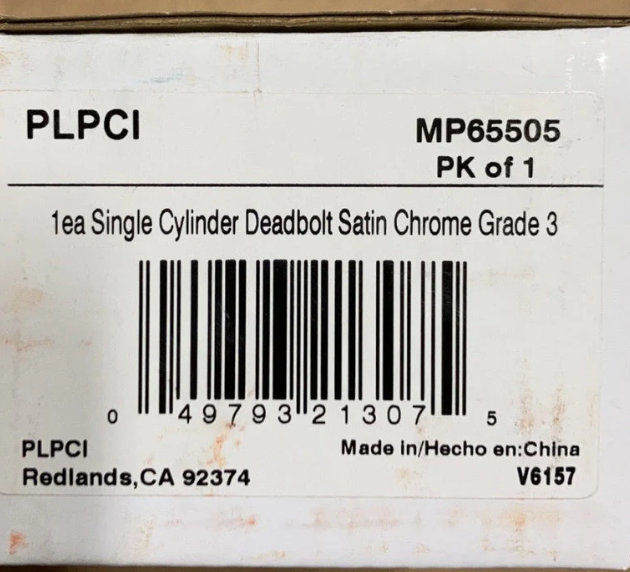 PLPCI
MP65505
PK of 1
1ea Single Cylinder Deadbolt Satin Chrome Grade 3
0 49793 21307 5
PLPCI
Made in/Hecho en:China
Redlands,CA 92374
V6157